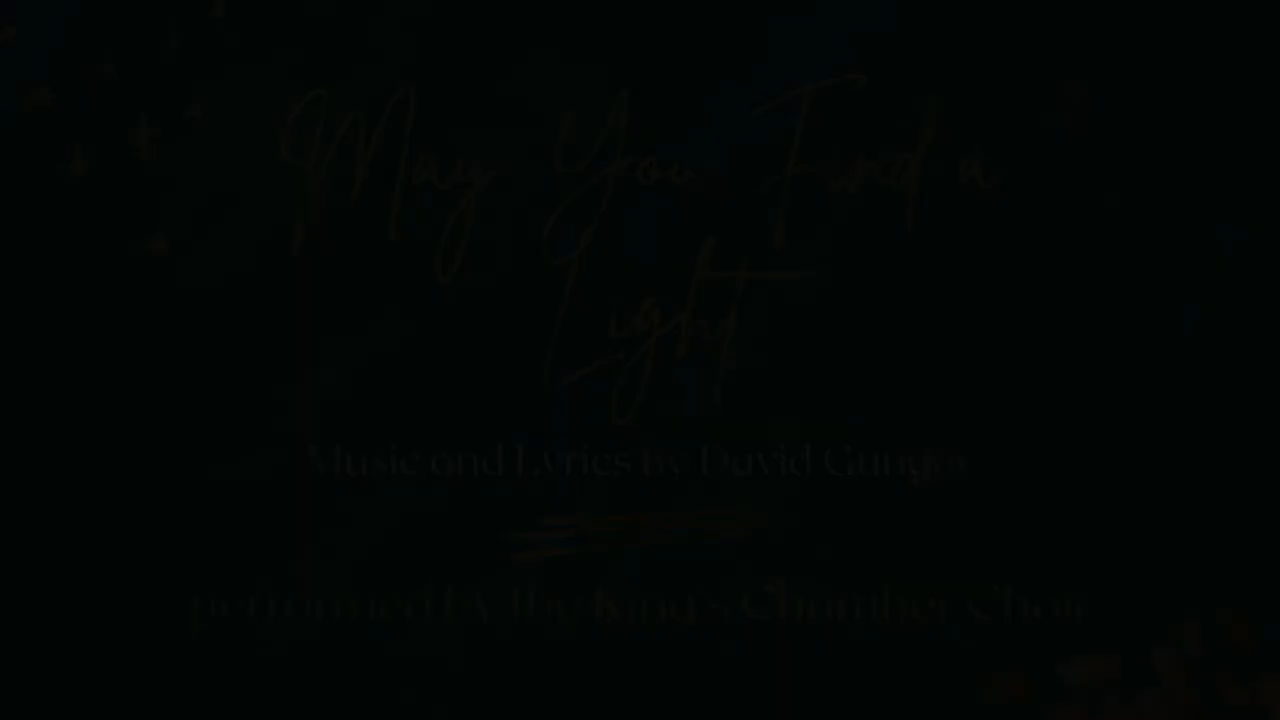 May You Find a
Light
Music and Lyrics by David Gungor
performed by the King's Chamber Choir